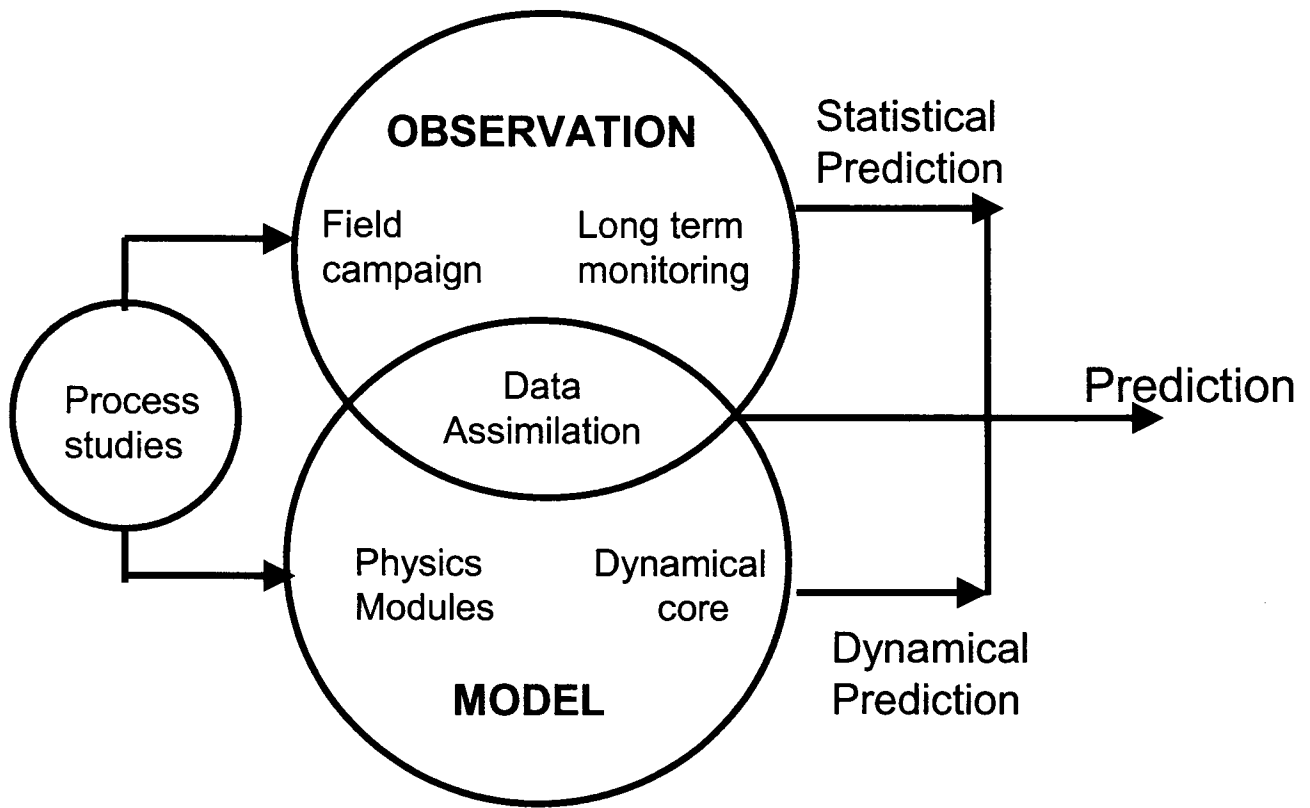 OBSERVATION
Field
campaign
Long term
monitoring
Statistical
Prediction
Process
studies
Data
Assimilation
Prediction
Physics
Modules
Dynamical
core
MODEL
Dynamical
Prediction